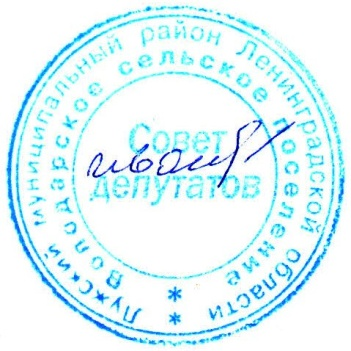 Лужский муниципальный район Ленинградской области
Володарское сельское поселение
Совет
депутатов